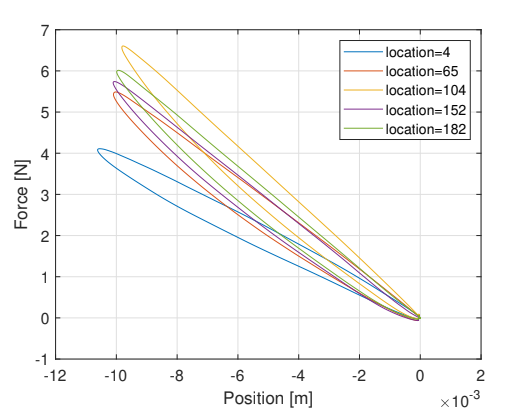 7
6
5
4
3
2
1
0
-1
Force [N]
location=4
location=65
location=104
location=152
location=182
-12 -10 -8 -6 -4 -2 0 2
Position [m]
×10-3